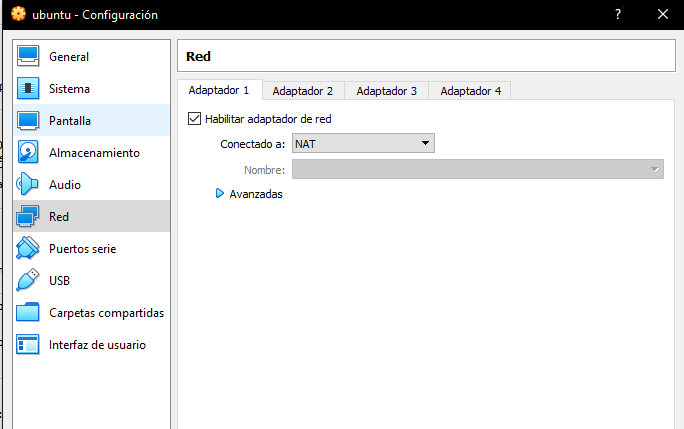 ubuntu - Configuración
General
Sistema
Pantalla
Almacenamiento
Audio
Red
Puertos serie
USB
Carpetas compartidas
Interfaz de usuario
Red
Adaptador 1 Adaptador 2 Adaptador 3 Adaptador 4
Habilitar adaptador de red
Conectado a: NAT
Nombre:
Avanzadas